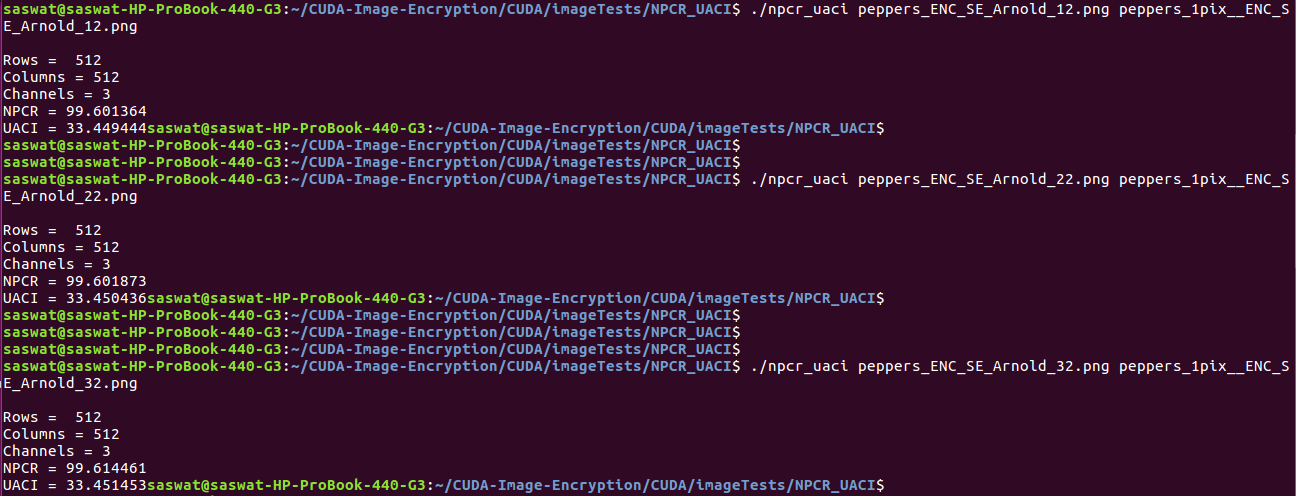 saswat@saswat-HP-ProBook-440-G3:~/CUDA-Image-Encryption/CUDA/imageTests/NPCR_UACI$ ./npcr_uaci peppers_ENC_SE_Arnold_12.png peppers_1pix__ENC_S
E_Arnold_12.png
Rows =  512
Columns = 512
Channels = 3
NPCR = 99.601364
UACI = 33.449444saswat@saswat-HP-ProBook-440-G3:~/CUDA-Image-Encryption/CUDA/imageTests/NPCR_UACI$
saswat@saswat-HP-ProBook-440-G3:~/CUDA-Image-Encryption/CUDA/imageTests/NPCR_UACI$
saswat@saswat-HP-ProBook-440-G3:~/CUDA-Image-Encryption/CUDA/imageTests/NPCR_UACI$
saswat@saswat-HP-ProBook-440-G3:~/CUDA-Image-Encryption/CUDA/imageTests/NPCR_UACI$ ./npcr_uaci peppers_ENC_SE_Arnold_22.png peppers_1pix__ENC_S
E_Arnold_22.png
Rows =  512
Columns = 512
Channels = 3
NPCR = 99.601873
UACI = 33.450436saswat@saswat-HP-ProBook-440-G3:~/CUDA-Image-Encryption/CUDA/imageTests/NPCR_UACI$
saswat@saswat-HP-ProBook-440-G3:~/CUDA-Image-Encryption/CUDA/imageTests/NPCR_UACI$
saswat@saswat-HP-ProBook-440-G3:~/CUDA-Image-Encryption/CUDA/imageTests/NPCR_UACI$
saswat@saswat-HP-ProBook-440-G3:~/CUDA-Image-Encryption/CUDA/imageTests/NPCR_UACI$
saswat@saswat-HP-ProBook-440-G3:~/CUDA-Image-Encryption/CUDA/imageTests/NPCR_UACI$ ./npcr_uaci peppers_ENC_SE_Arnold_32.png peppers_1pix__ENC_S
E_Arnold_32.png
Rows =  512
Columns = 512
Channels = 3
NPCR = 99.614461
UACI = 33.451453saswat@saswat-HP-ProBook-440-G3:~/CUDA-Image-Encryption/CUDA/imageTests/NPCR_UACI$